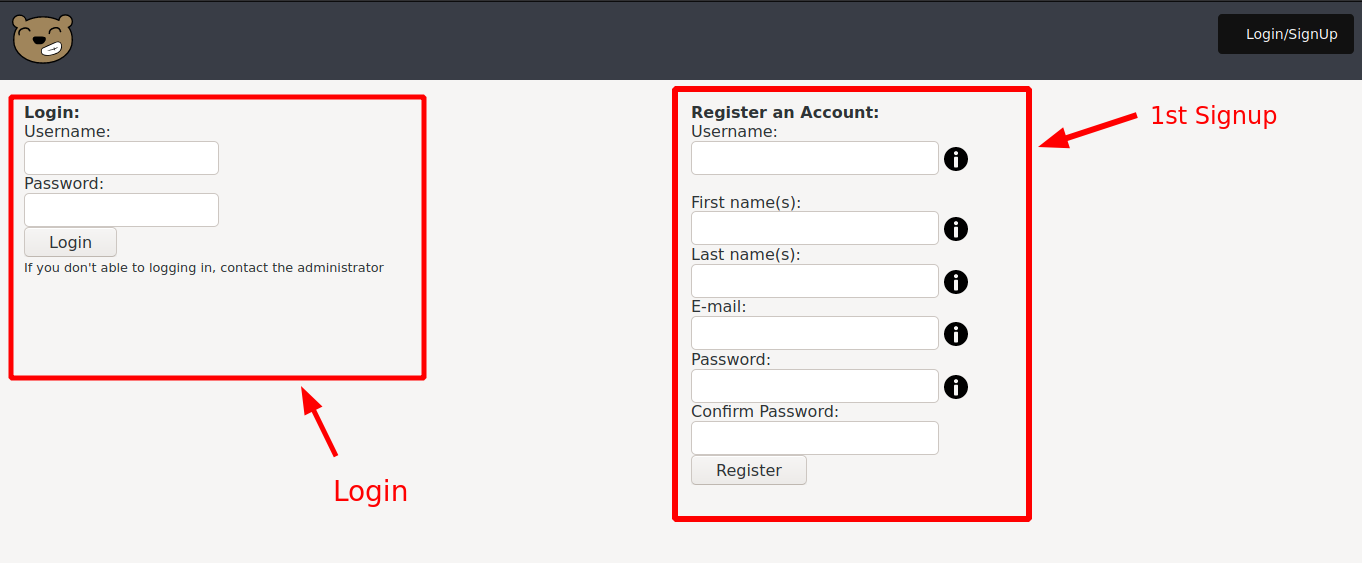 Login/SignUp
Login:
Username:
Password:
Login
If you don't able to logging in, contact the administrator
Login
Register an Account:
Username:
First name(s):
Last name(s):
E-mail:
Password:
Confirm Password:
Register
1st Signup